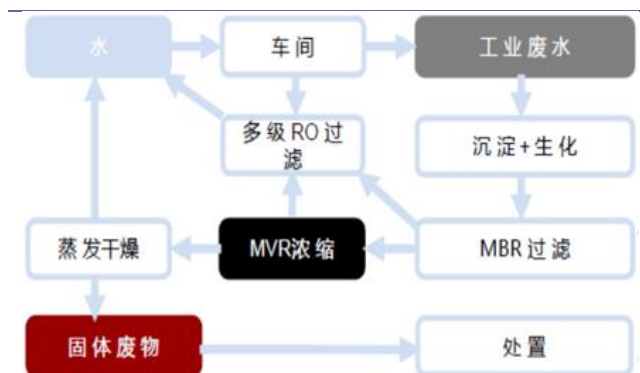 水
车间
工业废水
多级RO过
滤
沉淀+生化
蒸发干燥
MVR浓缩
MBR过滤
固体废物
处置